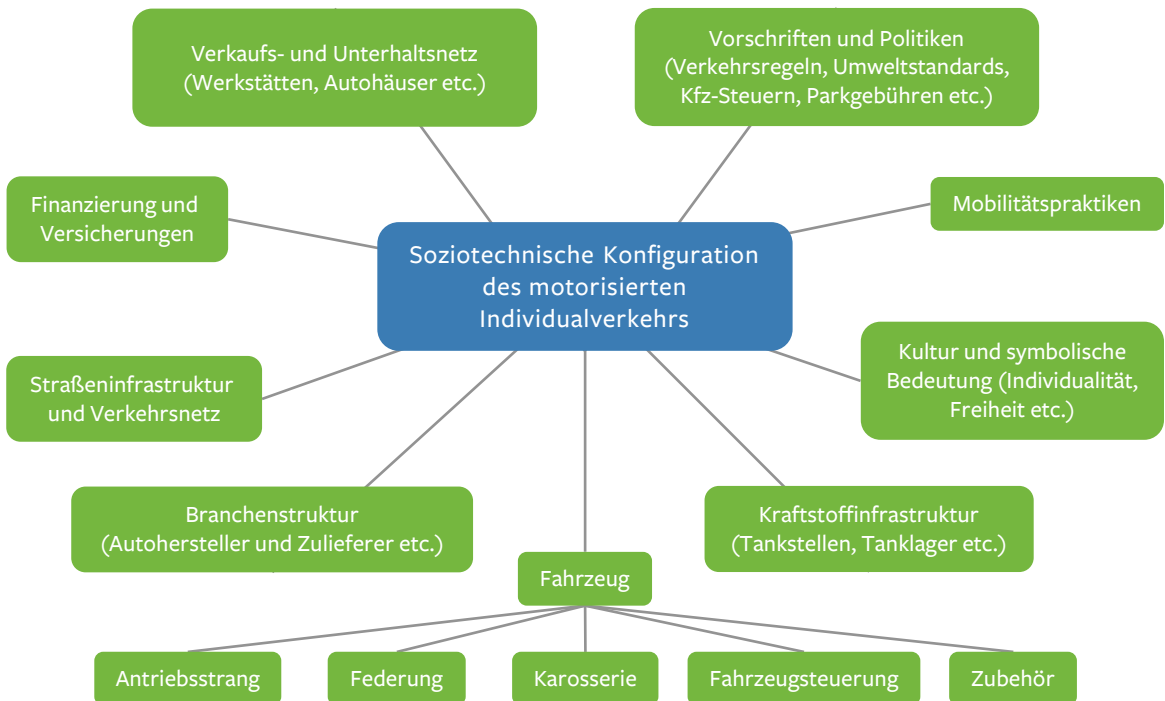 Verkaufs- und Unterhaltsnetz
(Werkstätten, Autohäuser etc.)
Vorschriften und Politiken
(Verkehrsregeln, Umweltstandards,
Kfz-Steuern, Parkgebühren etc.)
Finanzierung und
Versicherungen
Mobilitätspraktiken
Soziotechnische Konfiguration
des motorisierten
Individualverkehrs
Straßeninfrastruktur
und Verkehrsnetz
Kultur und symbolische
Bedeutung (Individualität,
Freiheit etc.)
Branchenstruktur
(Autohersteller und Zulieferer etc.)
Kraftstoffinfrastruktur
(Tankstellen, Tanklager etc.)
Fahrzeug
Antriebsstrang
Federung
Karosserie
Fahrzeugsteuerung
Zubehör